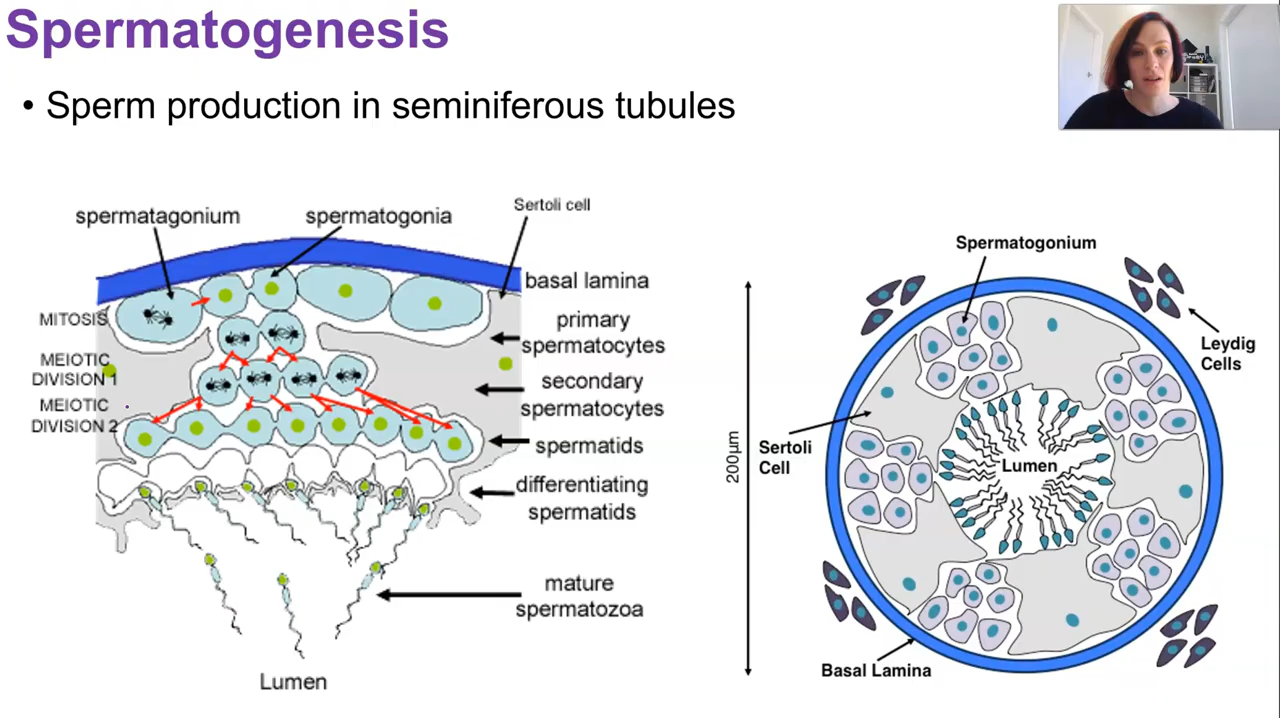 Spermatogenesis
• Sperm production in seminiferous tubules
spermatagonium
spermatogonia
Sertoli cell
basal lamina
MITOSIS
primary
spermatocytes
MEIOTIC
DIVISION 1
secondary
spermatocytes
MEIOTIC
DIVISION 2
spermatids
differentiating
spermatids
mature
spermatozoa
Lumen
Spermatogonium
Leydig
Cells
Sertoli
Cell
Lumen
200µm
Basal Lamina